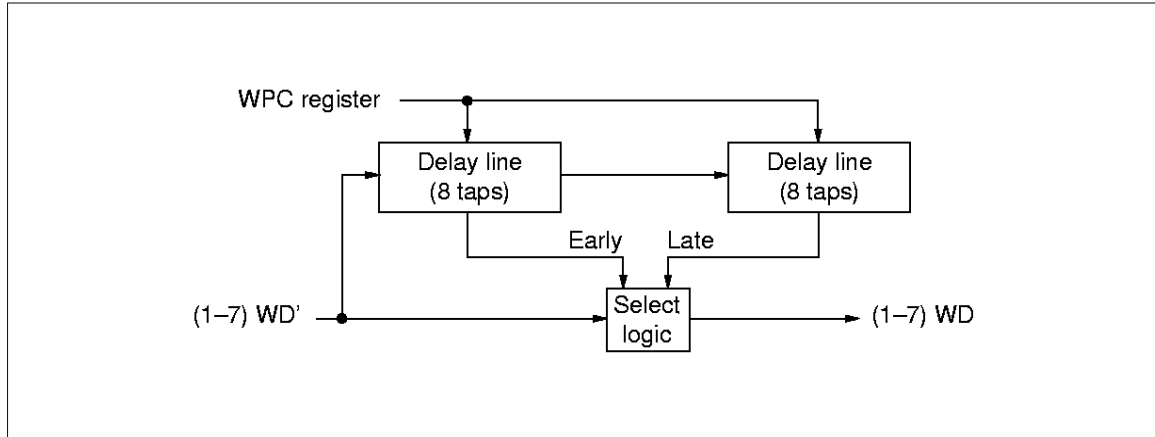 WPC register
Delay line
(8 taps)
Delay line
(8 taps)
Early
Late
(1–7) WD'
Select
logic
(1–7) WD